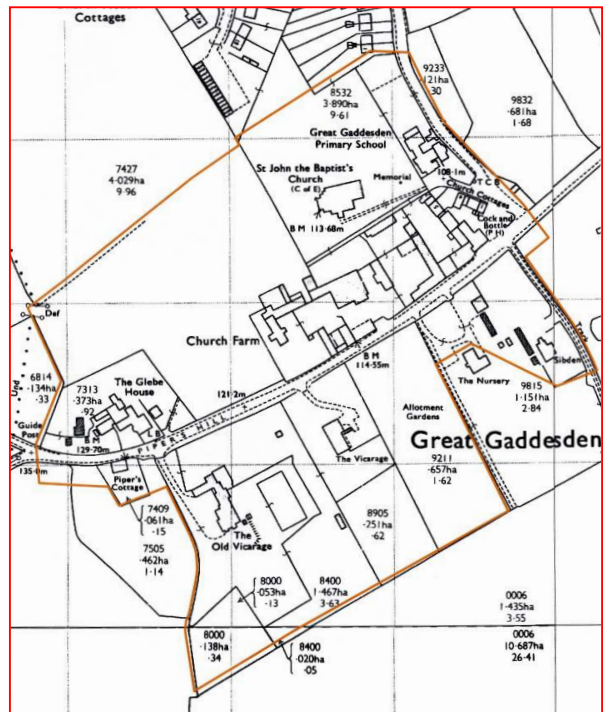 Cottages
8532
3·890ha
9·61
9233
·121ha
·30
9832
·681ha
1·68
Great Gaddesden
Primary School
7427
4·029ha
9·96
St John the Baptist's
Church
(C of E)
Memorial
108·1m
T C B
Church Cottages
Cock and
Bottle
(P H)
B M 113·68m
Def
Church Farm
B M
114·55m
Track
Sibden
The Nursery
9815
1·151ha
2·84
6814
·134ha
·33
7313
·373ha
·92
The Glebe
House
121·2m
Und
Guide
Post
L B
PIPER'S HILL
B M
129·70m
Allotment
Gardens
Great Gaddesden
The Vicarage
9211
·657ha
1·62
Piper's
Cottage
7409
·061ha
·15
7505
·462ha
1·14
The
Old Vicarage
8905
·251ha
·62
8000
·053ha
·13
8400
1·467ha
3·63
0006
1·435ha
3·55
8000
·138ha
·34
8400
·020ha
·05
0006
10·687ha
26·41